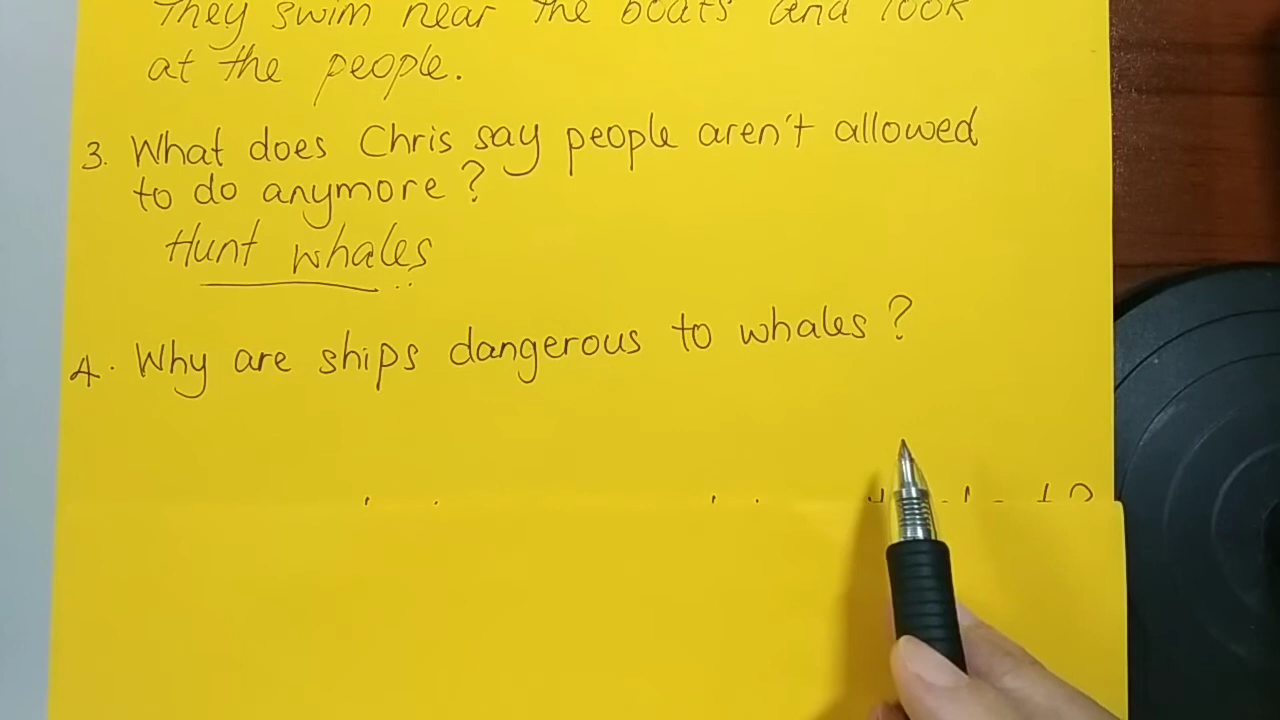 They swim near the boats and look
at the people.
3. What does Chris say people aren't allowed
to do anymore?
Hunt whales
4. Why are ships dangerous to whales?